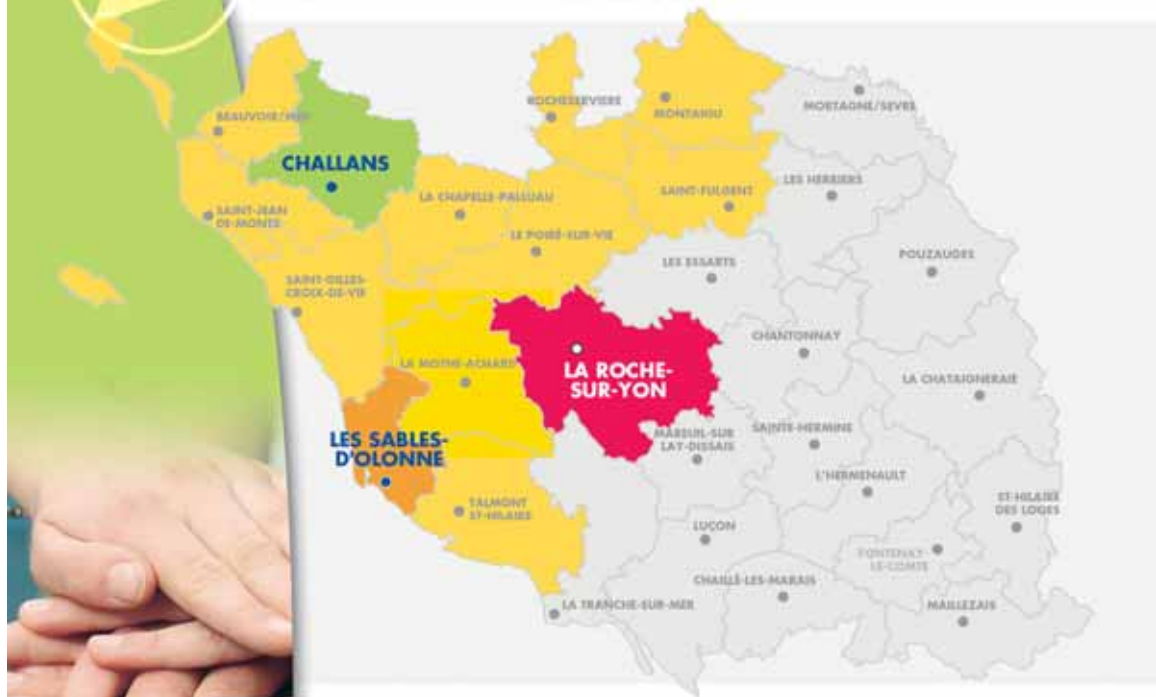 BEAUVOIR/MER
ROCHESERVIERE
MONTAIGU
MORTAGNE/SEVRE
CHALLANS
LA CHAPELLE-PALLUAU
SAINT-FULGENT
LES HERBIERS
SAINT-JEAN
DE-MONTS
LE POIRÉ-SUR-VIE
LES ESSARTS
POUZAUGES
SAINT-GILLES-
CROIX-DE-VIE
CHANTONNAY
LA MOTHE-ACHARD
LA ROCHE-
SUR-YON
LA CHATAIGNERAIE
LES SABLES-
D'OLONNE
MAREUIL-SUR
LAY-DISSAIS
SAINTE-HERMINE
L'HERMENAULT
TALMONT
ST-HILAIRE
ST-HILAIRE
DES LOGES
LUÇON
FONTENAY-
LE-COMTE
CHAILLÉ-LES-MARAIS
LA TRANCHE-SUR-MER
MAILLEZAIS